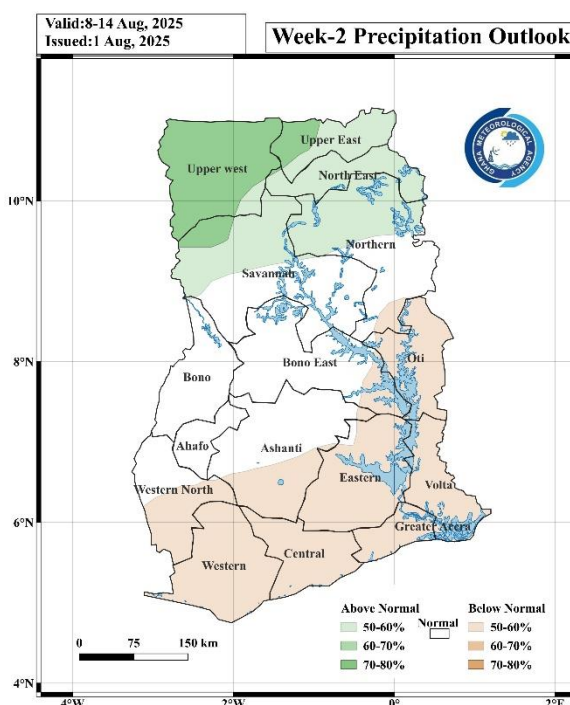 Valid:8-14 Aug, 2025
Issued:1 Aug, 2025
Week-2 Precipitation Outlook
GHANA METEOROLOGICAL AGENCY
Upper East
Upper west
North East
10°N
Northern
Savannah
8°N
Oti
Bono East
Bono
Ahafo
Ashanti
Western North
Eastern
Volta
6°N
Greater Accra
Central
Western
Above Normal
Normal
Below Normal
50-60%
50-60%
60-70%
60-70%
70-80%
70-80%
0 75 150 km
4°N
4°W
2°W
0°
2°E